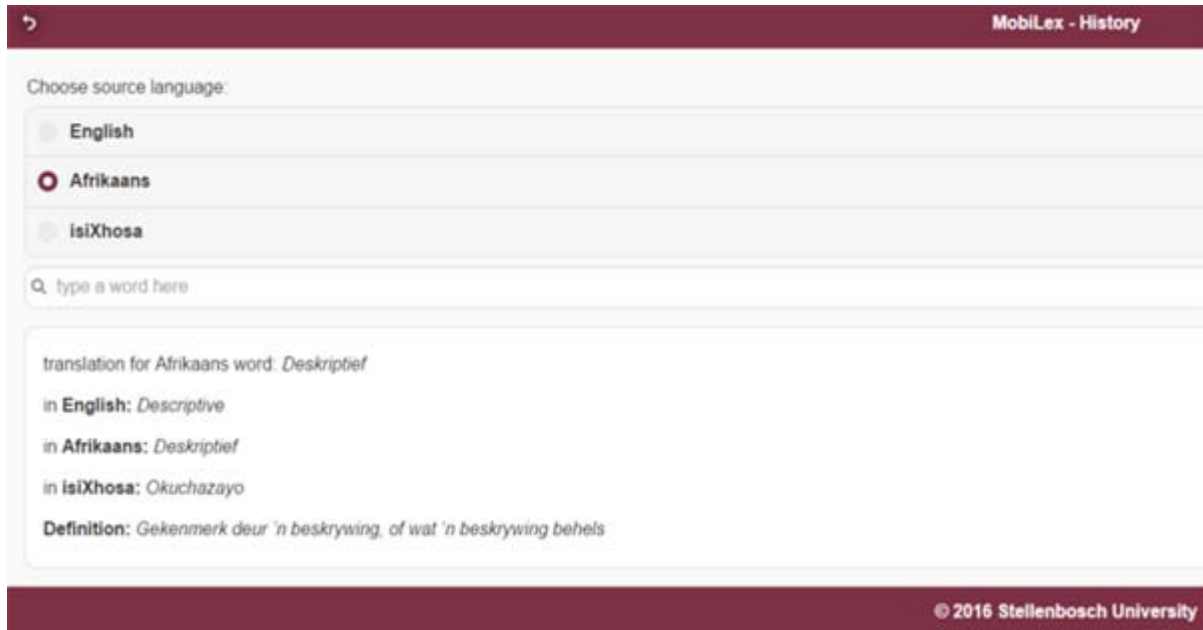 MobiLex - History
Choose source language:
English
Afrikaans
isiXhosa
type a word here
translation for Afrikaans word: Deskriptief
in English: Descriptive
in Afrikaans: Deskriptief
in isiXhosa: Okuchazayo
Definition: Gekenmerk deur 'n beskrywing, of wat 'n beskrywing behels
© 2016 Stellenbosch University